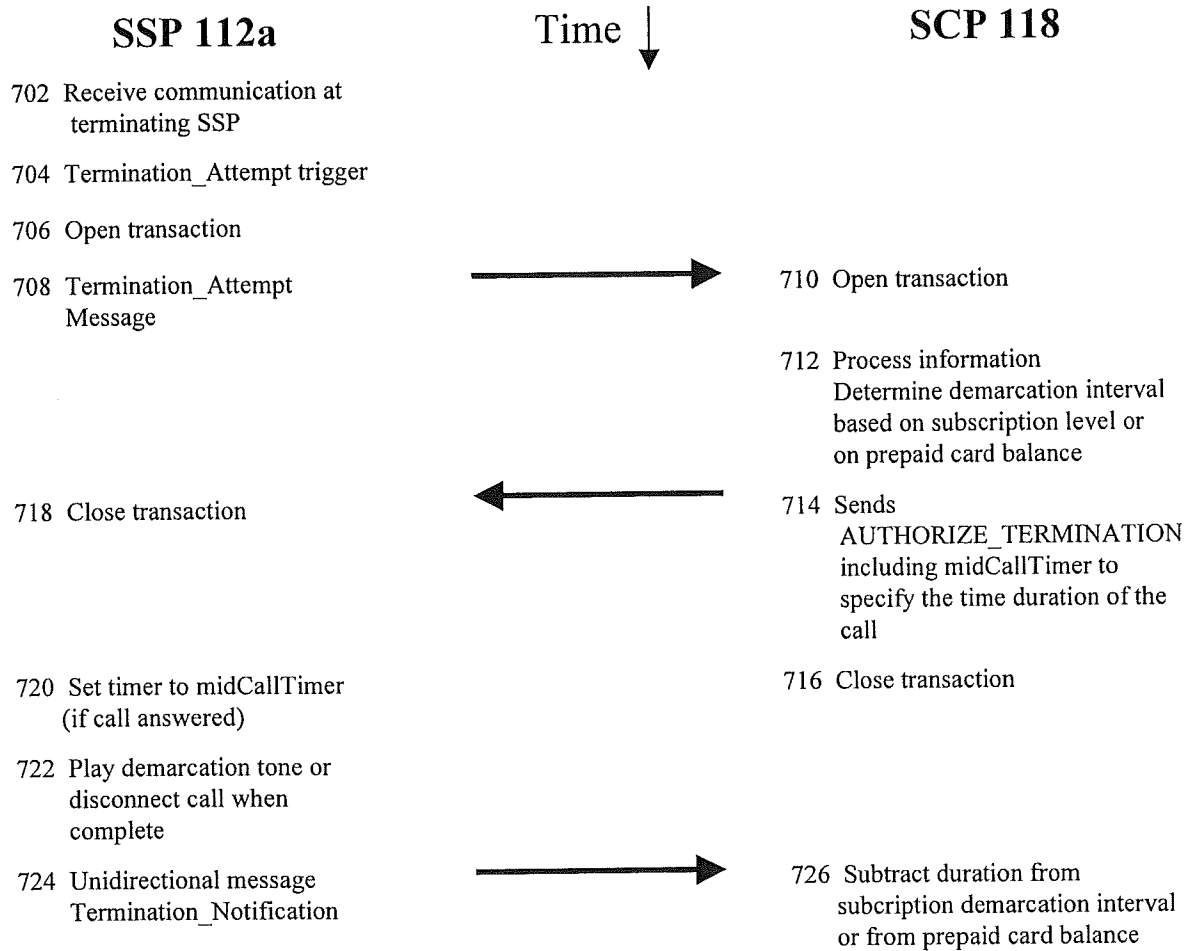 SSP 112a
Time
SCP 118
702 Receive communication at
terminating SSP
704 Termination_Attempt trigger
706 Open transaction
708 Termination_Attempt
Message
710 Open transaction
712 Process information
Determine demarcation interval
based on subscription level or
on prepaid card balance
718 Close transaction
714 Sends
AUTHORIZE_TERMINATION
including midCallTimer to
specify the time duration of the
call
720 Set timer to midCallTimer
(if call answered)
716 Close transaction
722 Play demarcation tone or
disconnect call when
complete
724 Unidirectional message
Termination_Notification
726 Subtract duration from
subcription demarcation interval
or from prepaid card balance